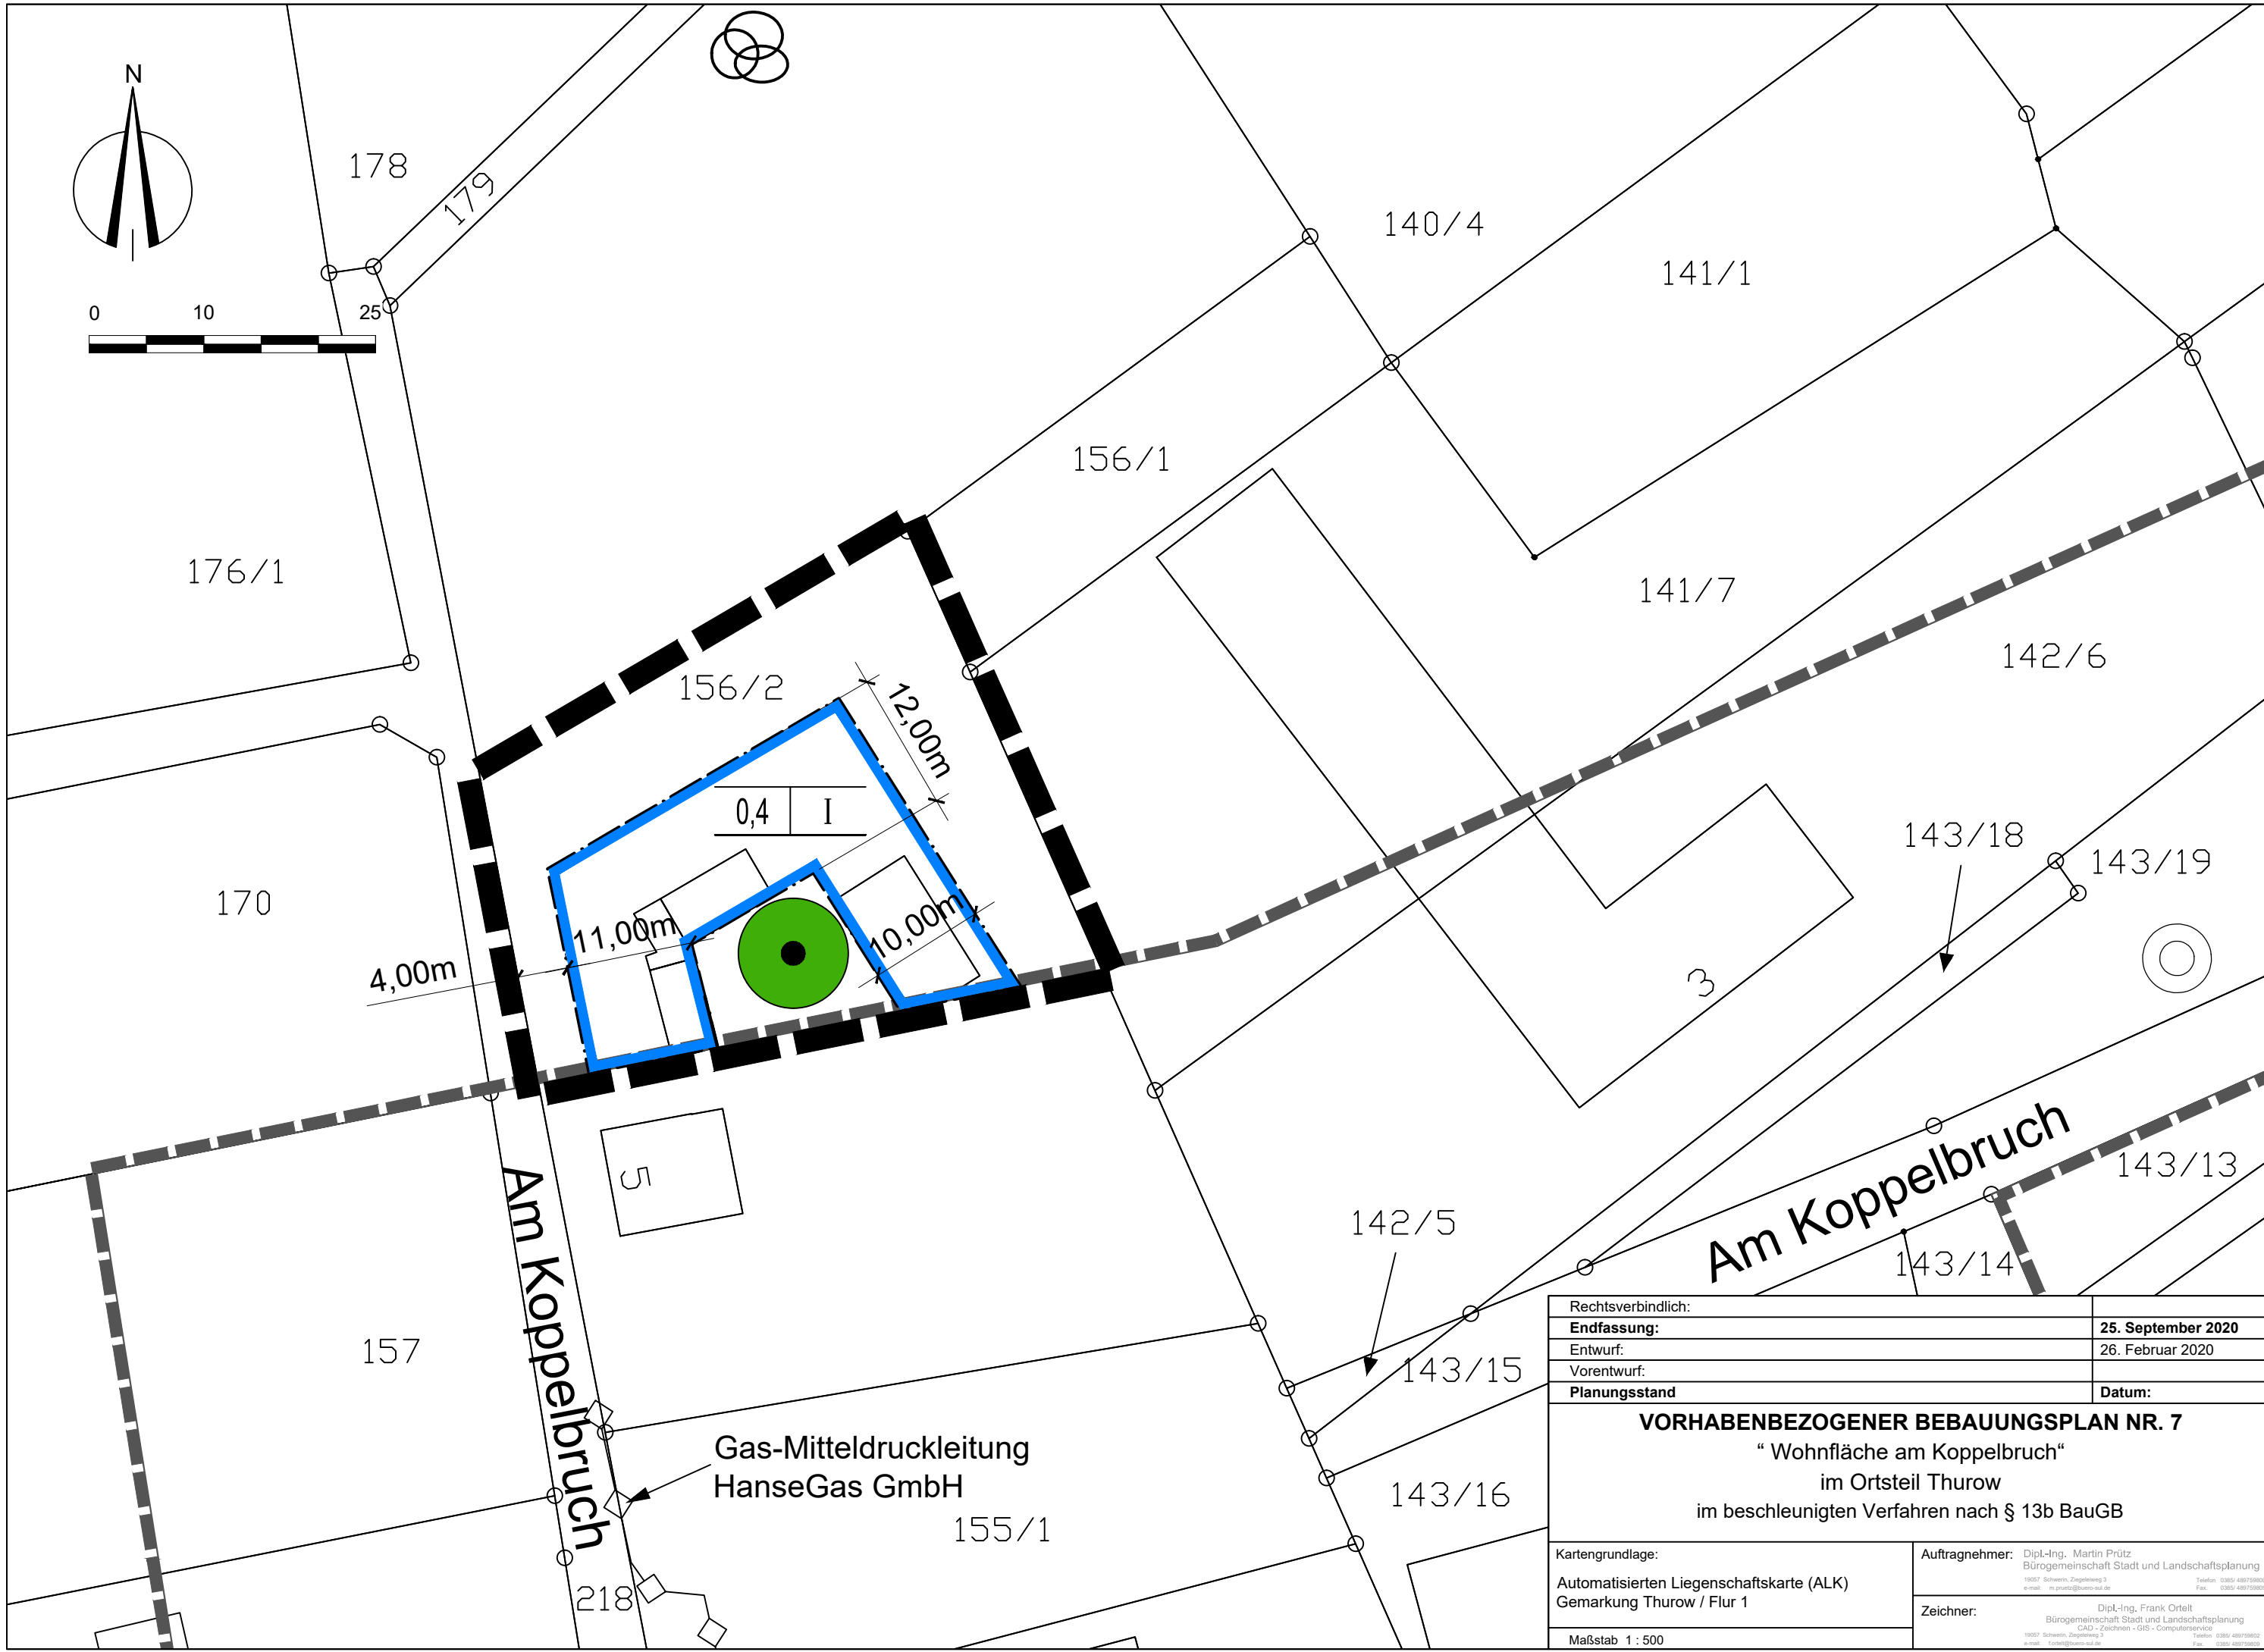 N
178
179
0 10 25
140/4
141/1
156/1
176/1
141/7
142/6
156/2
12,00m
0,4 I
143/18
143/19
170
11,00m
10,00m
4,00m
3
5
Am Koppelbruch
Am Koppelbruch
143/13
142/5
143/14
157
143/15
Gas-Mitteldruckleitung
HanseGas GmbH
143/16
155/1
218
Rechtsverbindlich:
Endfassung: 25. September 2020
Entwurf: 26. Februar 2020
Vorentwurf:
Planungsstand Datum:
VORHABENBEZOGENER BEBAUUNGSPLAN NR. 7
“ Wohnfläche am Koppelbruch“
im Ortsteil Thurow
im beschleunigten Verfahren nach § 13b BauGB
Kartengrundlage:
Automatisierten Liegenschaftskarte (ALK)
Gemarkung Thurow / Flur 1
Maßstab 1 : 500
Auftragnehmer: Dipl.-Ing. Martin Prütz
Bürogemeinschaft Stadt und Landschaftsplanung
Zeichner: Dipl.-Ing. Frank Ortelt
Bürogemeinschaft Stadt und Landschaftsplanung
CAD - Zeichnen - GIS - Computerservice